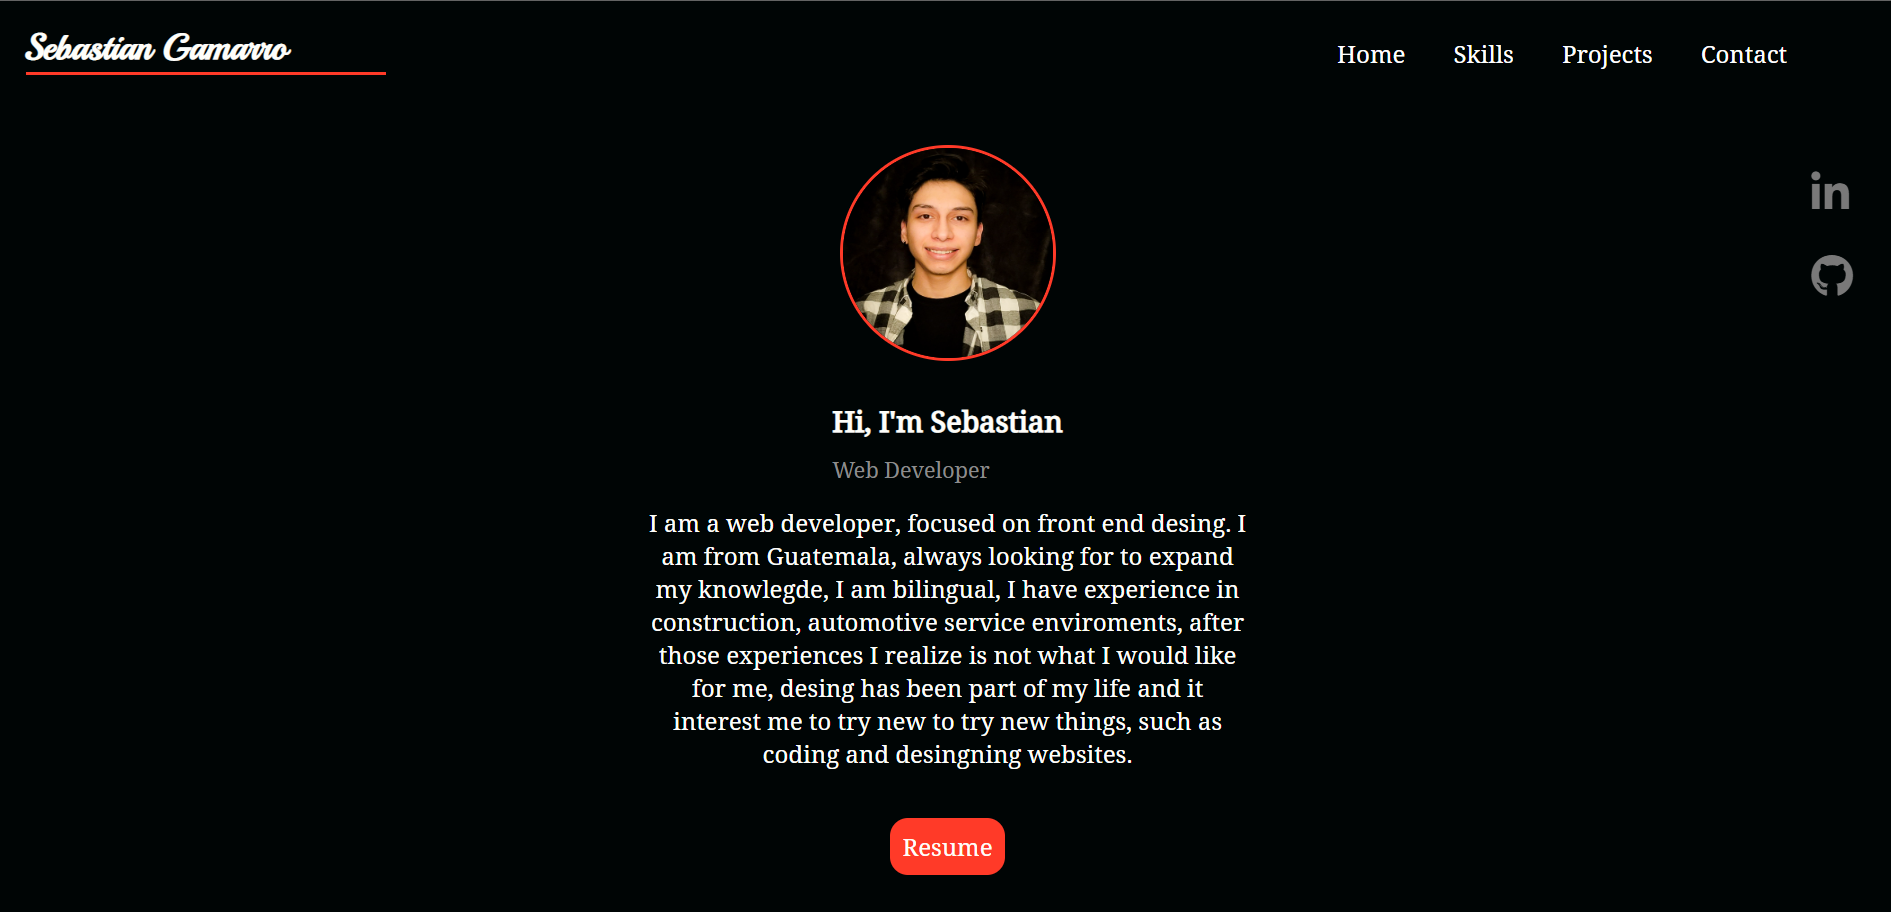 Sebastian Gamarro
Home Skills Projects Contact
in
Hi, I'm Sebastian
Web Developer
I am a web developer, focused on front end desing. I
am from Guatemala, always looking for to expand
my knowlegde, I am bilingual, I have experience in
construction, automotive service enviroments, after
those experiences I realize is not what I would like
for me, desing has been part of my life and it
interest me to try new to try new things, such as
coding and desingning websites.
Resume